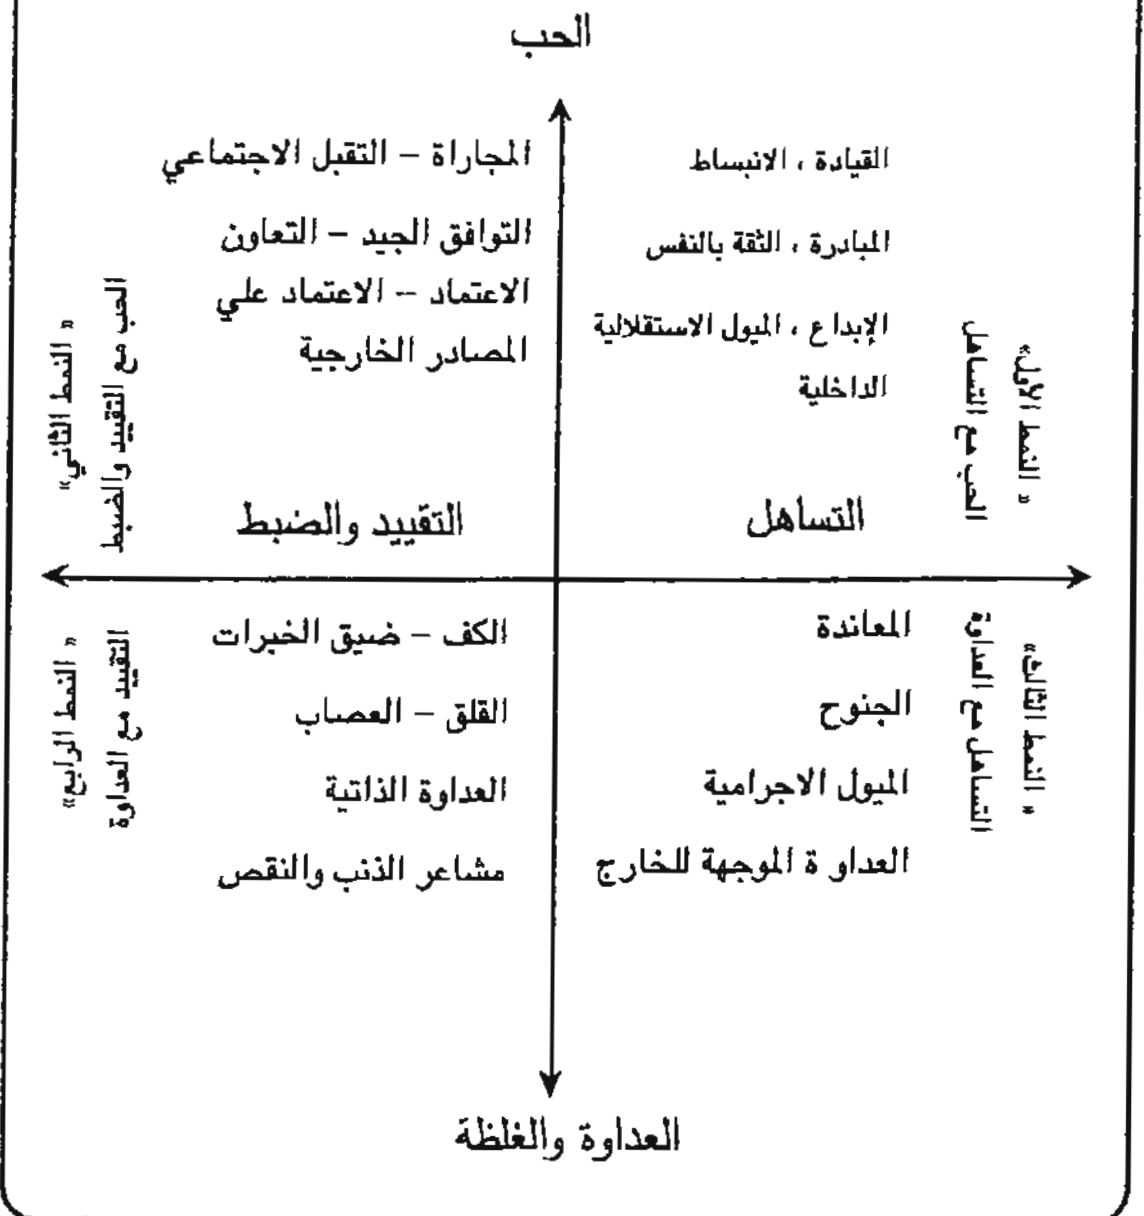 الحب
القيادة ، الانبساط
المبادرة ، الثقة بالنفس
الإبداع ، الميول الاستقلالية
الداخلية
« النمط الأول»
الحب مع التساهل
التساهل
المجاراة – التقبل الاجتماعي
التوافق الجيد – التعاون
الاعتماد – الاعتماد علي
المصادر الخارجية
« النمط الثاني»
الحب مع التقييد والضبط
التقييد والضبط
المعاندة
الجنوح
الميول الاجرامية
العداو ة الموجهة للخارج
« النمط الثالث»
التساهل مع العداوة
الكف – ضيق الخبرات
القلق – العصاب
العداوة الذاتية
مشاعر الذنب والنقص
« النمط الرابع»
التقييد مع العداوة
العداوة والغلظة